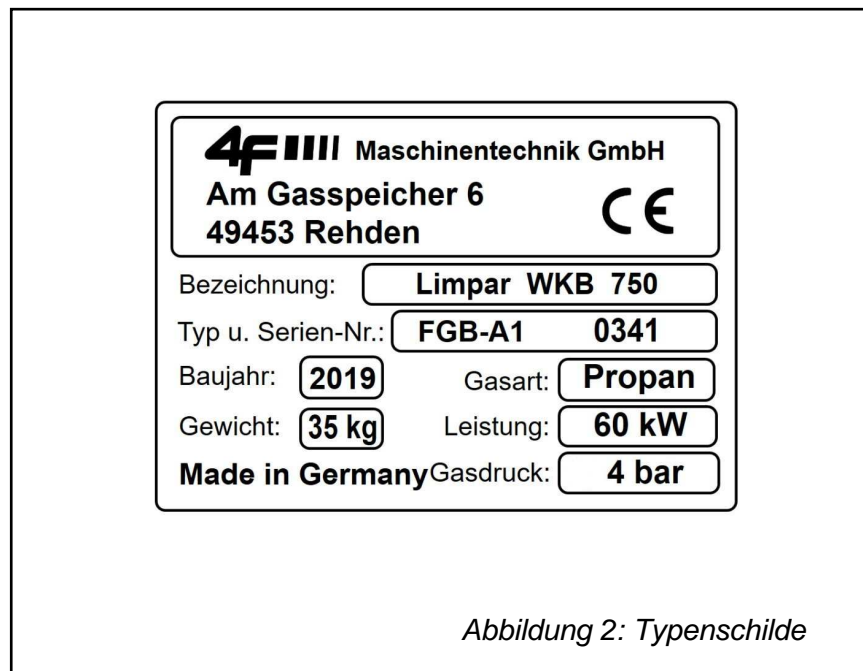 4F Maschinentechnik GmbH
Am Gasspeicher 6
49453 Rehden
CE
Bezeichnung: Limpar WKB 750
Typ u. Serien-Nr.: FGB-A1 0341
Baujahr: 2019 Gasart: Propan
Gewicht: 35 kg Leistung: 60 kW
Made in Germany Gasdruck: 4 bar
Abbildung 2: Typenschilde